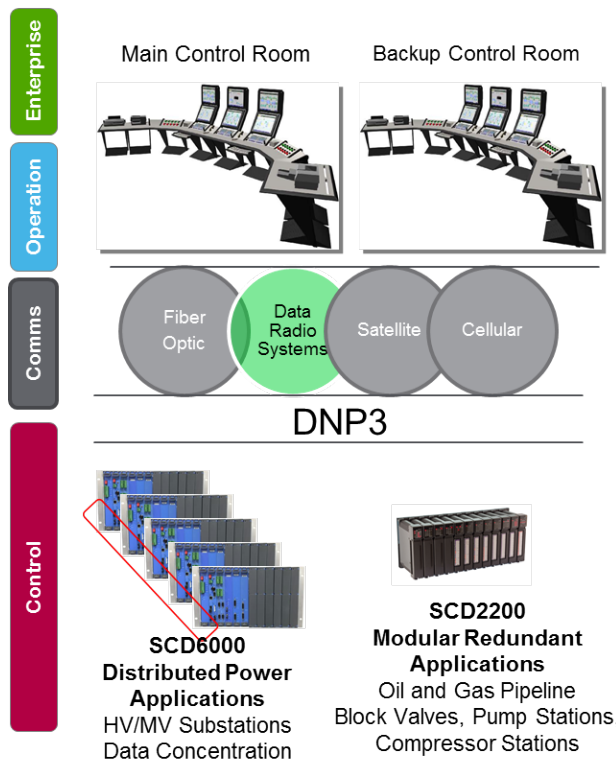 Enterprise
Main Control Room
Backup Control Room
Operation
Comms
Fiber
Optic
Data
Radio
Systems
Satellite
Cellular
DNP3
Control
SCD6000
Distributed Power
Applications
HV/MV Substations
Data Concentration
SCD2200
Modular Redundant
Applications
Oil and Gas Pipeline
Block Valves, Pump Stations
Compressor Stations